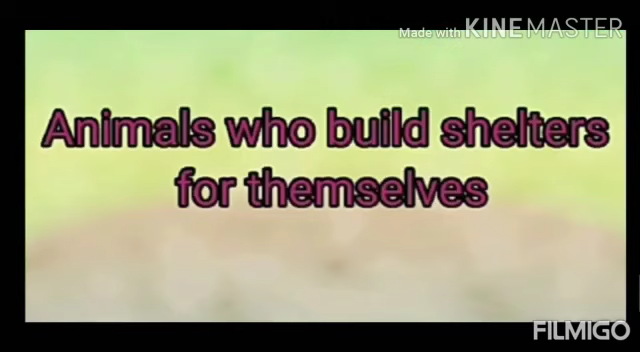 Made with KINEMASTER
Animals who build shelters
for themselves
FILMIGO